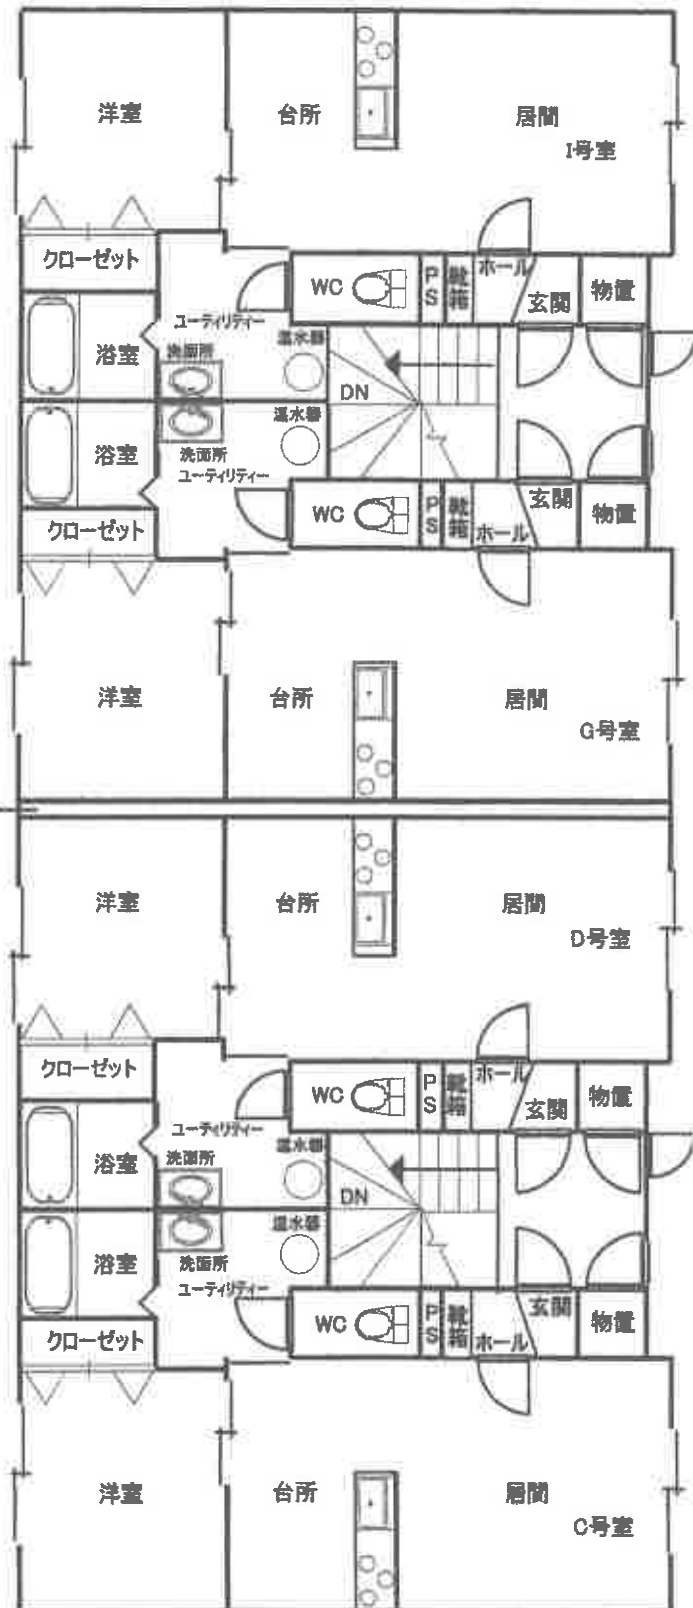 洋室
台所
居間
I号室
クローゼット
WC
PS
靴箱
ホール
玄関
物置
ユーティリティー
浴室
洗面所
温水器
DN
浴室
洗面所
温水器
ユーティリティー
クローゼット
WC
PS
靴箱
ホール
玄関
物置
洋室
台所
居間
G号室
洋室
台所
居間
D号室
クローゼット
WC
PS
靴箱
ホール
玄関
物置
ユーティリティー
浴室
洗面所
温水器
DN
浴室
洗面所
温水器
ユーティリティー
クローゼット
WC
PS
靴箱
ホール
玄関
物置
洋室
台所
居間
C号室